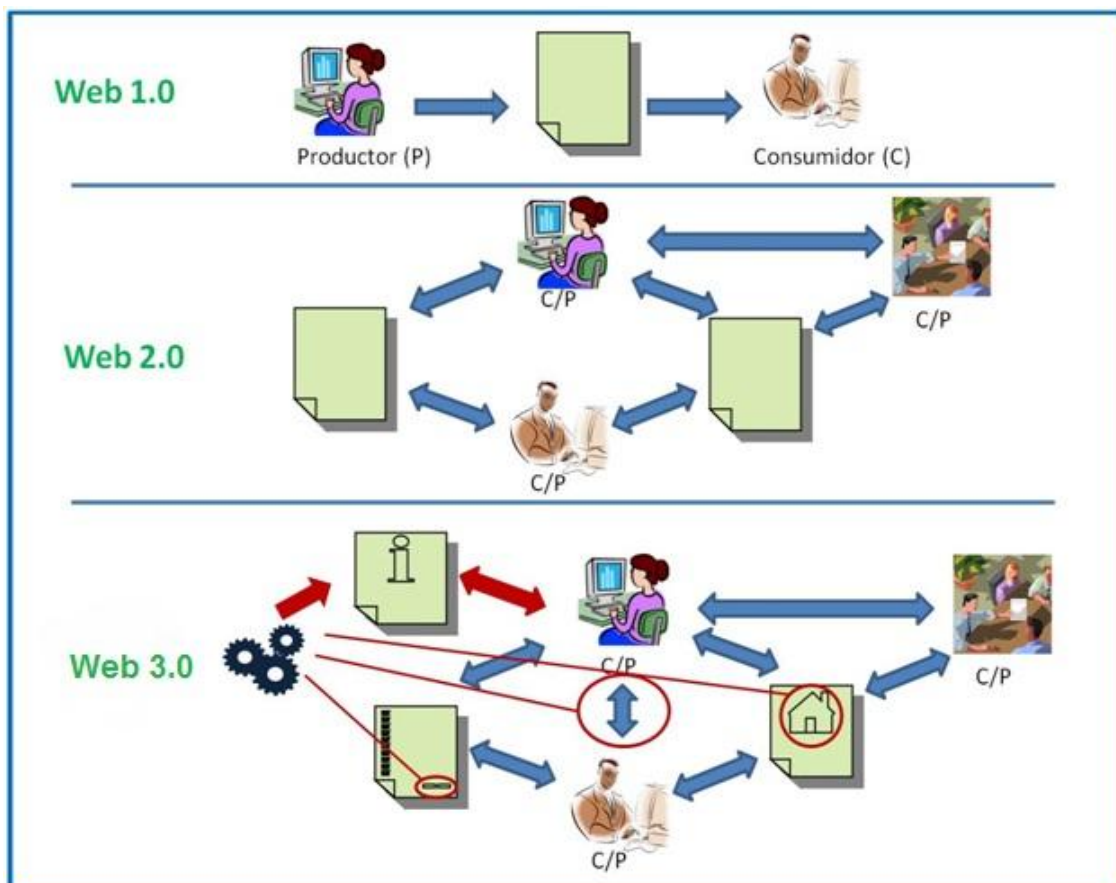 Web 1.0
Productor (P)
Consumidor (C)
Web 2.0
C/P
C/P
C/P
i
Web 3.0
C/P
C/P
C/P